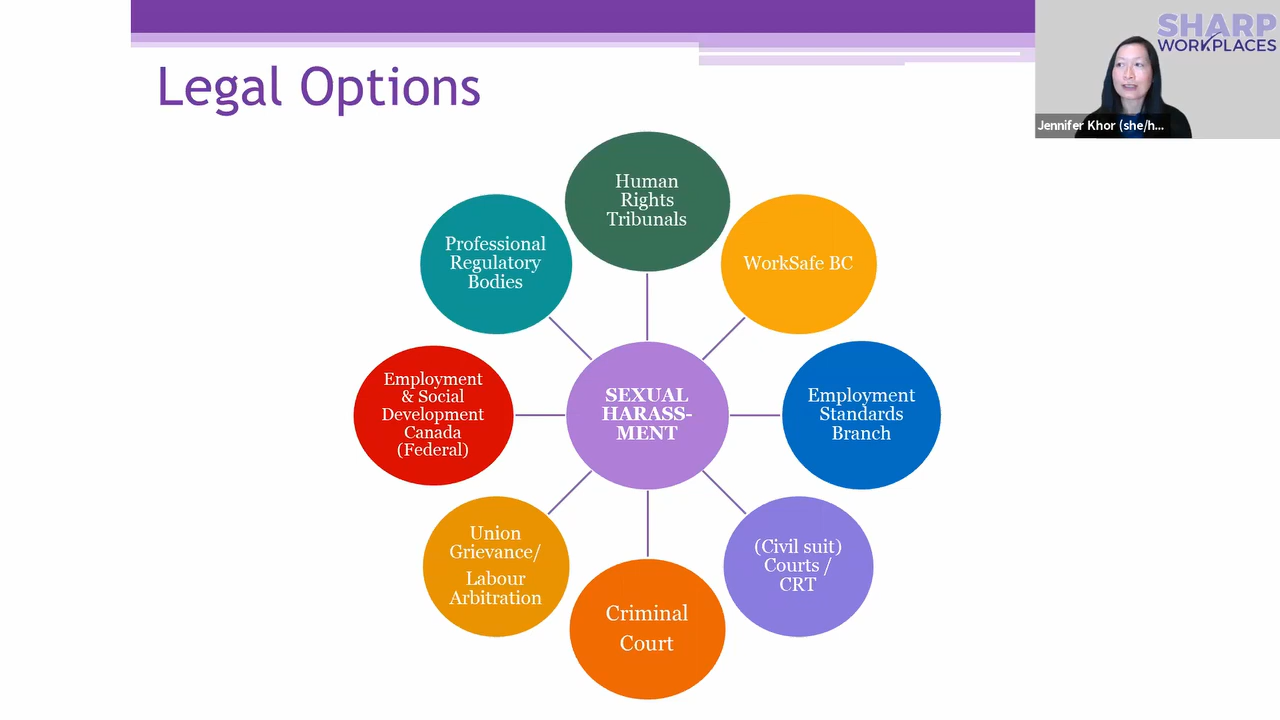 SHARP
WORKPLACES
Jennifer Khor (she/h...
Legal Options
Human
Rights
Tribunals
WorkSafe BC
Employment
Standards
Branch
(Civil suit)
Courts /
CRT
Criminal
Court
Union
Grievance/
Labour
Arbitration
Employment
& Social
Development
Canada
(Federal)
Professional
Regulatory
Bodies
SEXUAL
HARASS-
MENT